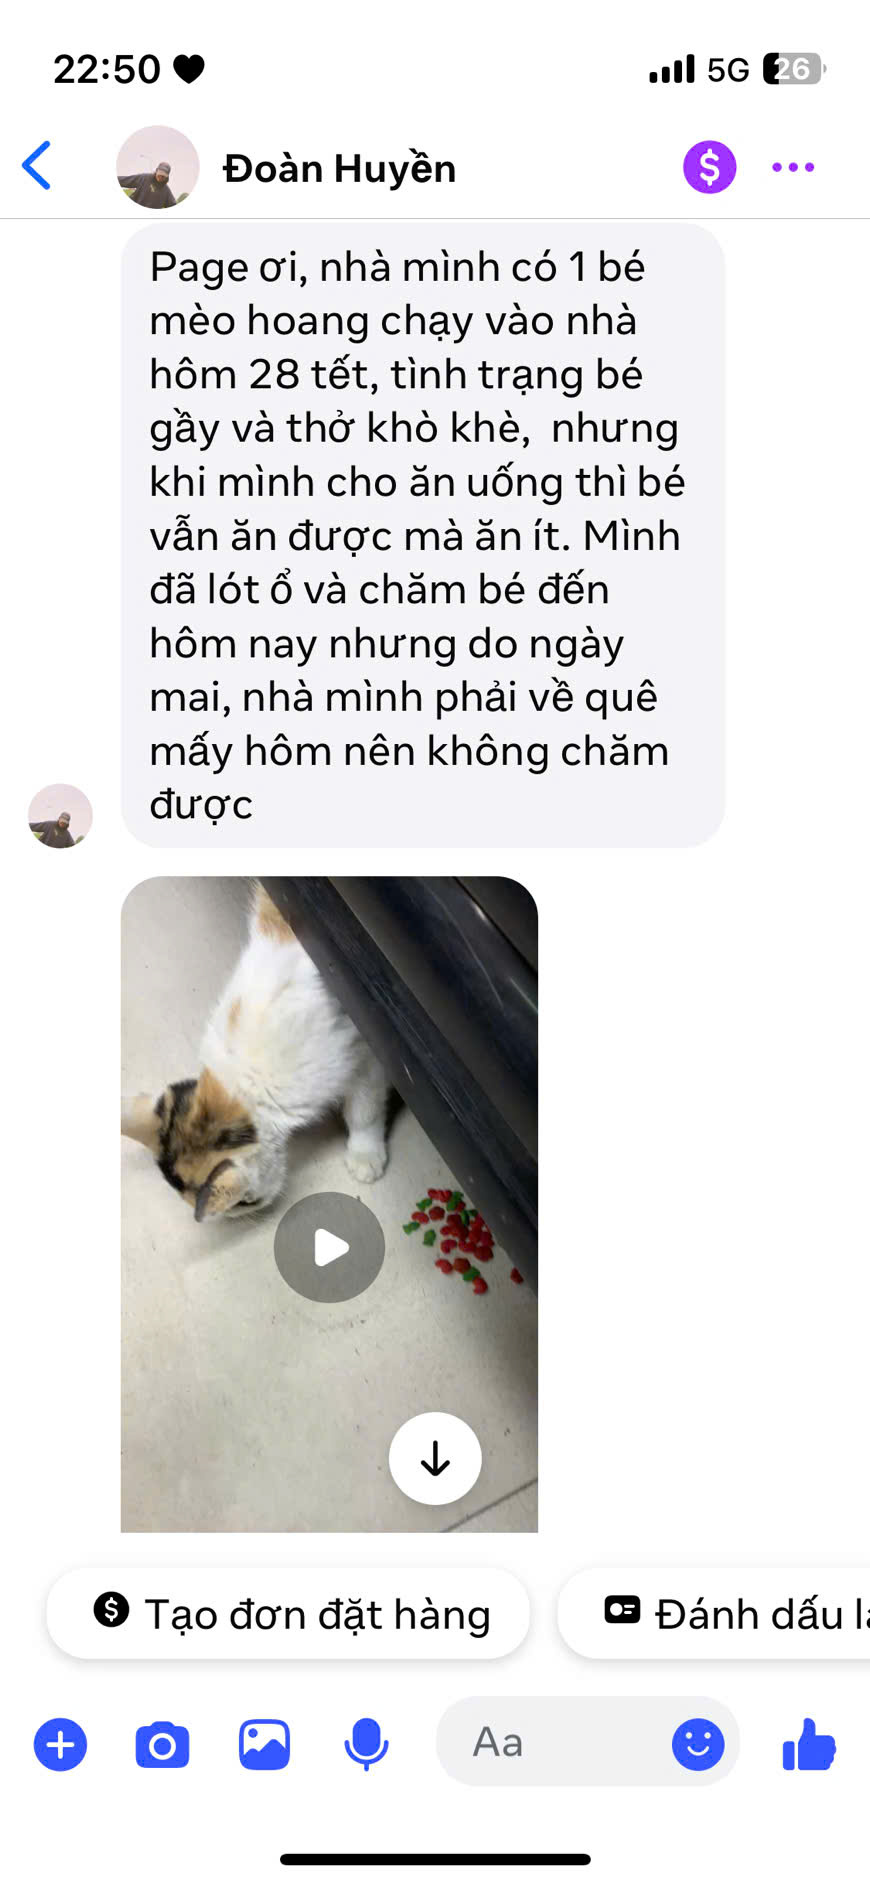 22:50
5G 26
Đoàn Huyền
Page ơi, nhà mình có 1 bé
mèo hoang chạy vào nhà
hôm 28 tết, tình trạng bé
gầy và thở khò khè, nhưng
khi mình cho ăn uống thì bé
vẫn ăn được mà ăn ít. Mình
đã lót ổ và chăm bé đến
hôm nay nhưng do ngày
mai, nhà mình phải về quê
mấy hôm nên không chăm
được
Tạo đơn đặt hàng
Đánh dấu
Aa